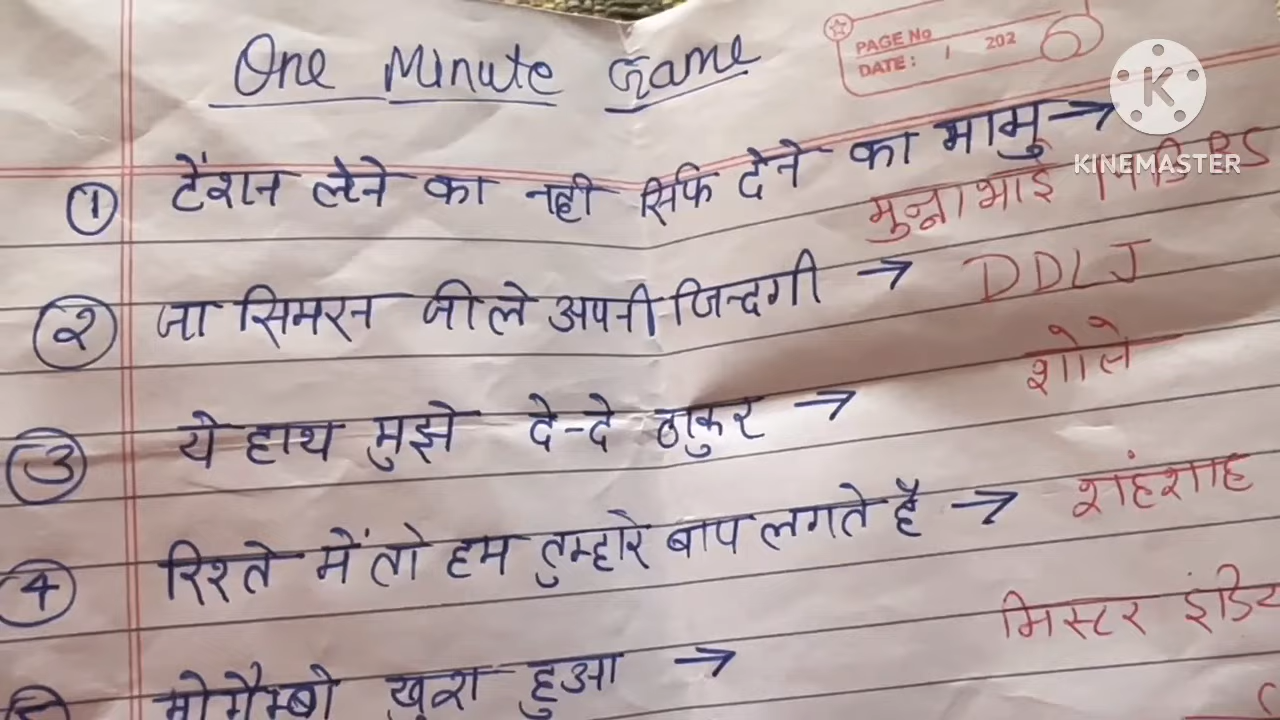 One Minute Game
PAGE No
DATE: / 202
K
KINEMASTER
① टेंशन लेने का नही सिर्फ देने का मामु →
मुन्नाभाई
② जा सिमरन जी ले अपनी जिन्दगी → DDLJ
③ ये हाथ मुझे दे-दे ठाकुर → शोले
④ रिश्ते में तो हम तुम्हारे बाप लगते है → शहंशाह
मोगैम्बो खुश हुआ → मिस्टर इंडिय